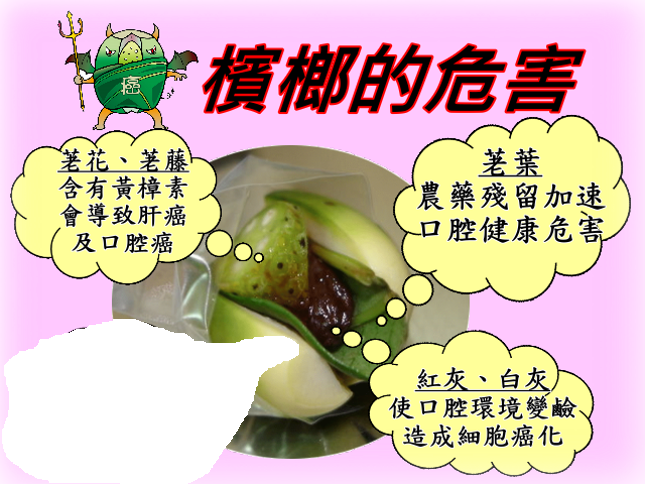 檳榔的危害
癌
荖花、荖藤
含有黃樟素
會導致肝癌
及口腔癌
荖葉
農藥殘留加速
口腔健康危害
紅灰、白灰
使口腔環境變鹼
造成細胞癌化